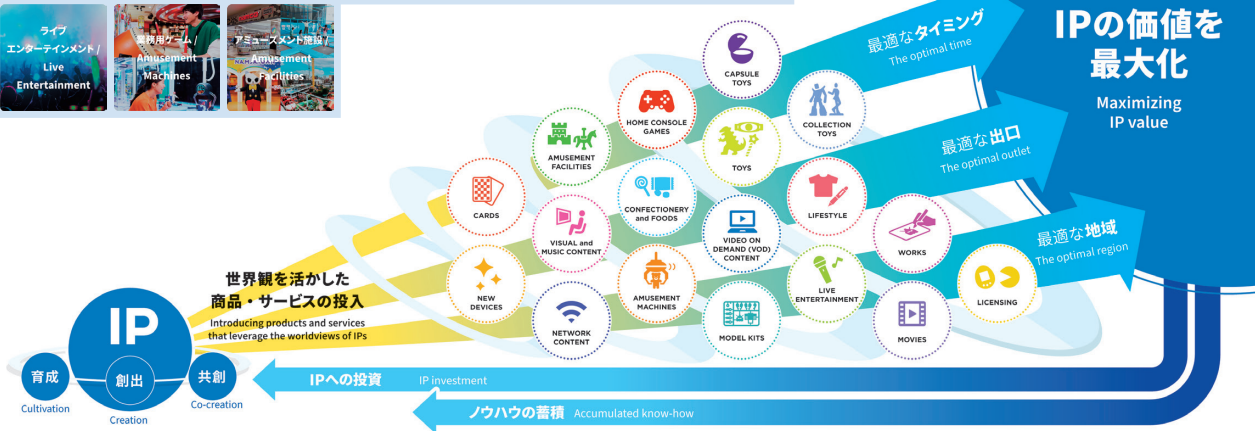 ライブ
エンターテインメント /
Live
Entertainment
業務用ゲーム /
Amusement
Machines
アミューズメント施設 /
Amusement
Facilities
IPの価値を
最大化
Maximizing
IP value
最適なタイミング
The optimal time
最適な出口
The optimal outlet
最適な地域
The optimal region
CAPSULE
TOYS
HOME CONSOLE
GAMES
COLLECTION
TOYS
AMUSEMENT
FACILITIES
TOYS
CARDS
CONFECTIONERY
and FOODS
LIFESTYLE
VISUAL and
MUSIC CONTENT
VIDEO ON
DEMAND (VOD)
CONTENT
WORKS
NEW
DEVICES
AMUSEMENT
MACHINES
LIVE
ENTERTAINMENT
LICENSING
NETWORK
CONTENT
MODEL KITS
MOVIES
世界観を活かした
商品・サービスの投入
Introducing products and services
that leverage the worldviews of IPs
IP
育成
Cultivation
創出
Creation
共創
Co-creation
IPへの投資 IP investment
ノウハウの蓄積 Accumulated know-how